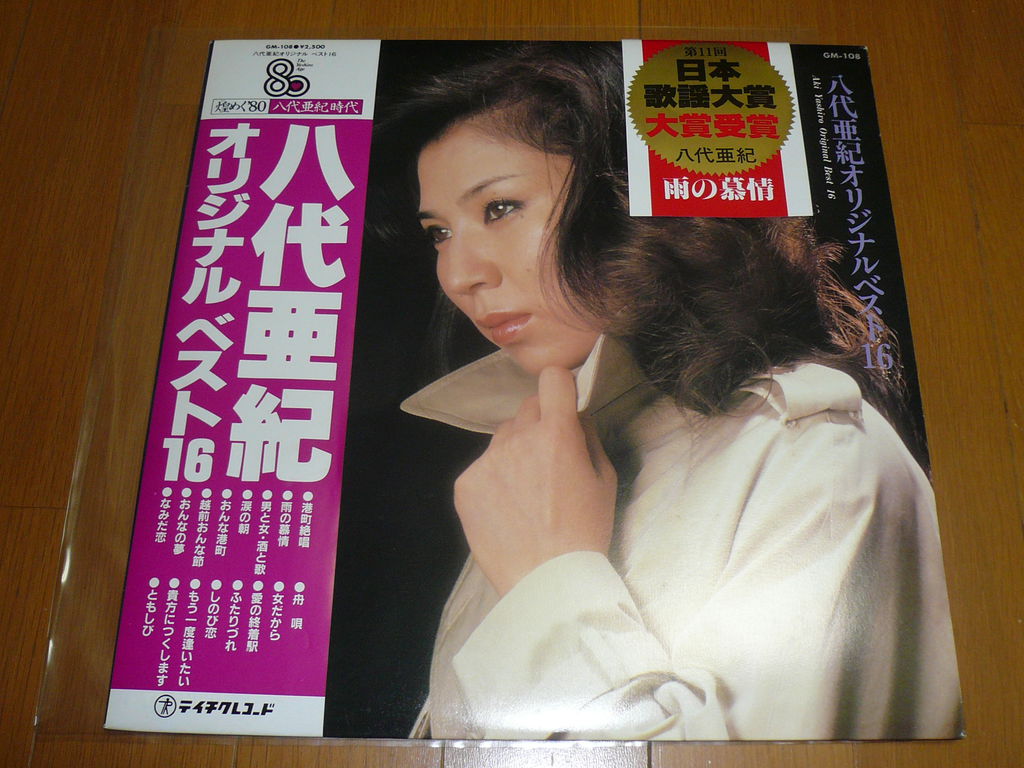 GM-108●¥2,500
八代亜紀オリジナル ベスト16
80
The
Yashiro
Age
煌めく'80
八代亜紀時代
八代亜紀
オリジナル ベスト16
●港町絶唱
●雨の慕情
●男と女・酒と歌
●涙の朝
●おんな港町
●越前おんな節
●おんなの夢
●なみだ恋
●舟 唄
●女だから
●愛の終着駅
●ふたりづれ
●しのび恋
●もう一度逢いたい
●貴方につくします
●ともしび
テイチクレコード
第11回
日本
歌謡大賞
大賞受賞
八代亜紀
雨の慕情
GM-108
八代亜紀オリジナルベスト16
Aki Yashiro Original Best 16